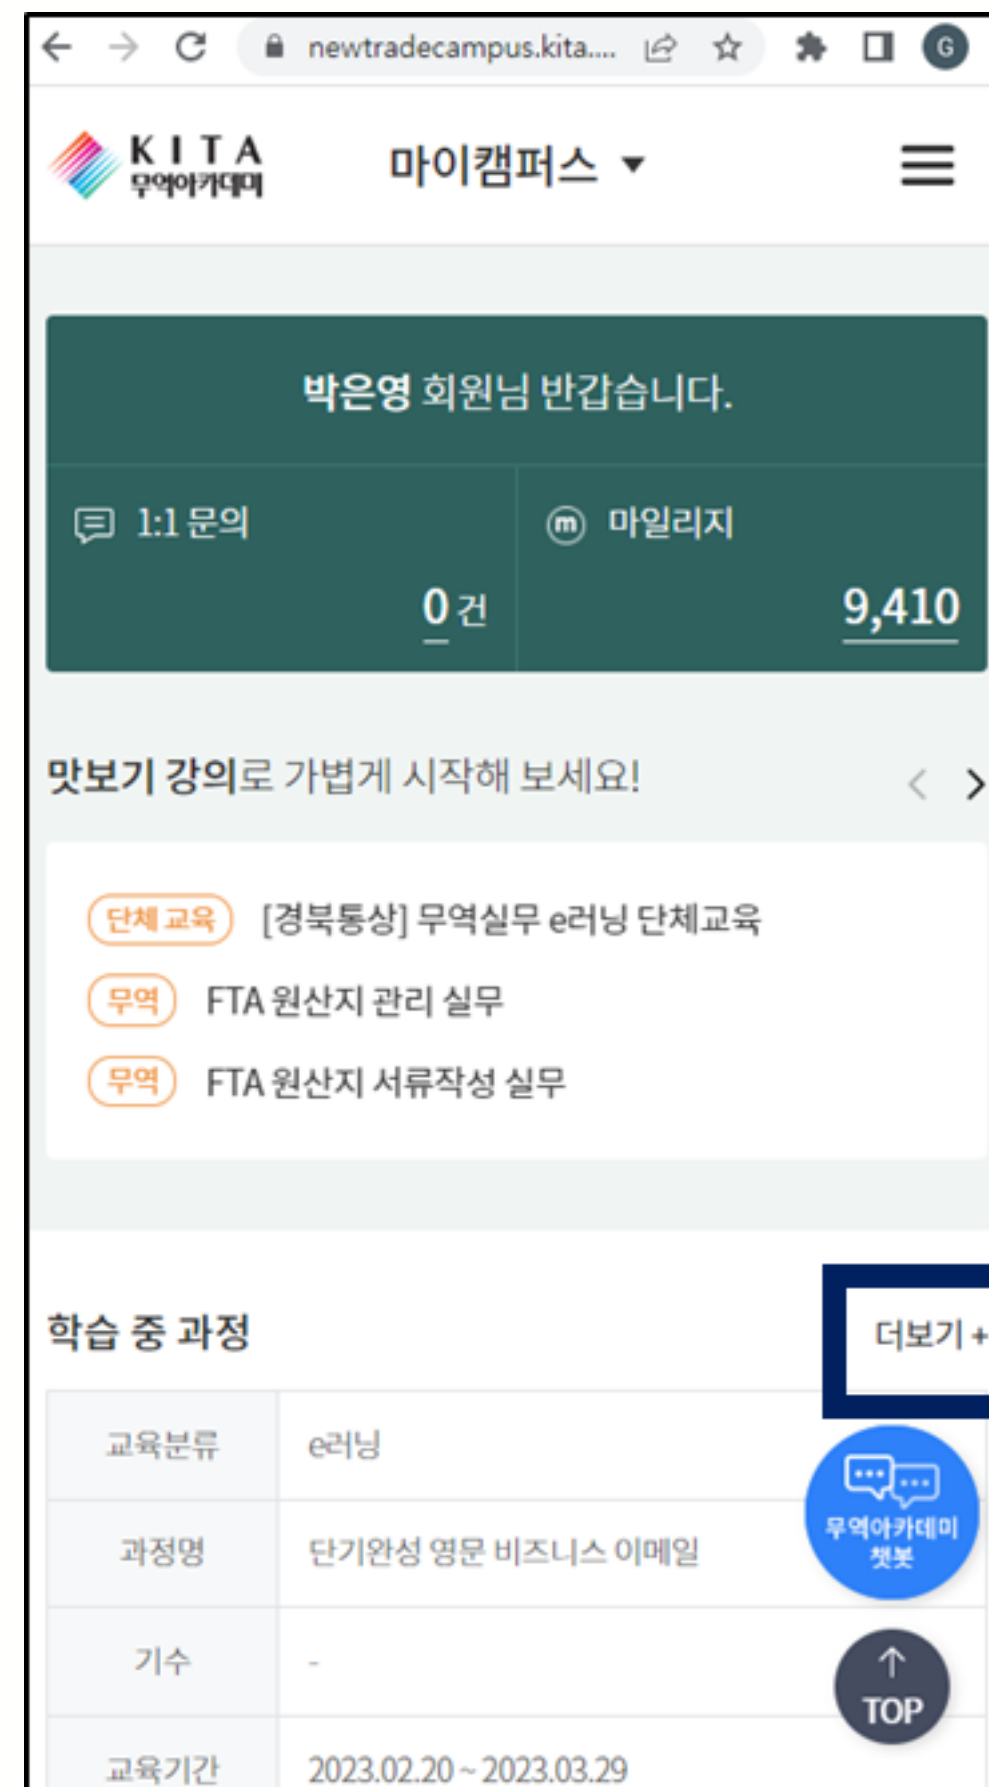 newtradecampus.kita....
G
KITA
무역아카데미
마이캠퍼스
박은영 회원님 반갑습니다.
1:1 문의
m 마일리지
0 건
9,410
맛보기 강의로 가볍게 시작해 보세요!
단체 교육 [경북통상] 무역실무 e러닝 단체교육
무역 FTA 원산지 관리 실무
무역 FTA 원산지 서류작성 실무
학습 중 과정
더보기 +
교육분류 e러닝
무역아카데미
챗봇
과정명 단기완성 영문 비즈니스 이메일
기수 -
TOP
교육기간 2023.02.20 ~ 2023.03.29